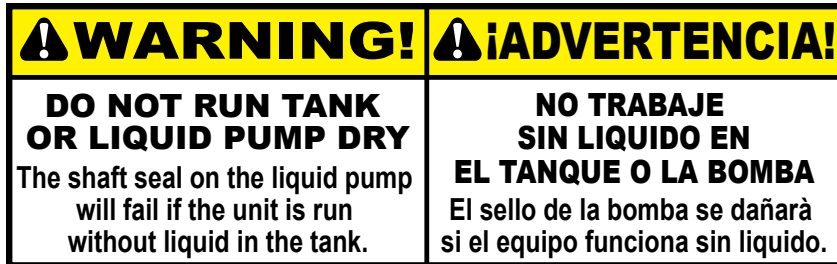 WARNING!
DO NOT RUN TANK
OR LIQUID PUMP DRY
The shaft seal on the liquid pump
will fail if the unit is run
without liquid in the tank.
¡ADVERTENCIA!
NO TRABAJE
SIN LIQUIDO EN
EL TANQUE O LA BOMBA
El sello de la bomba se dañarà
si el equipo funciona sin liquido.